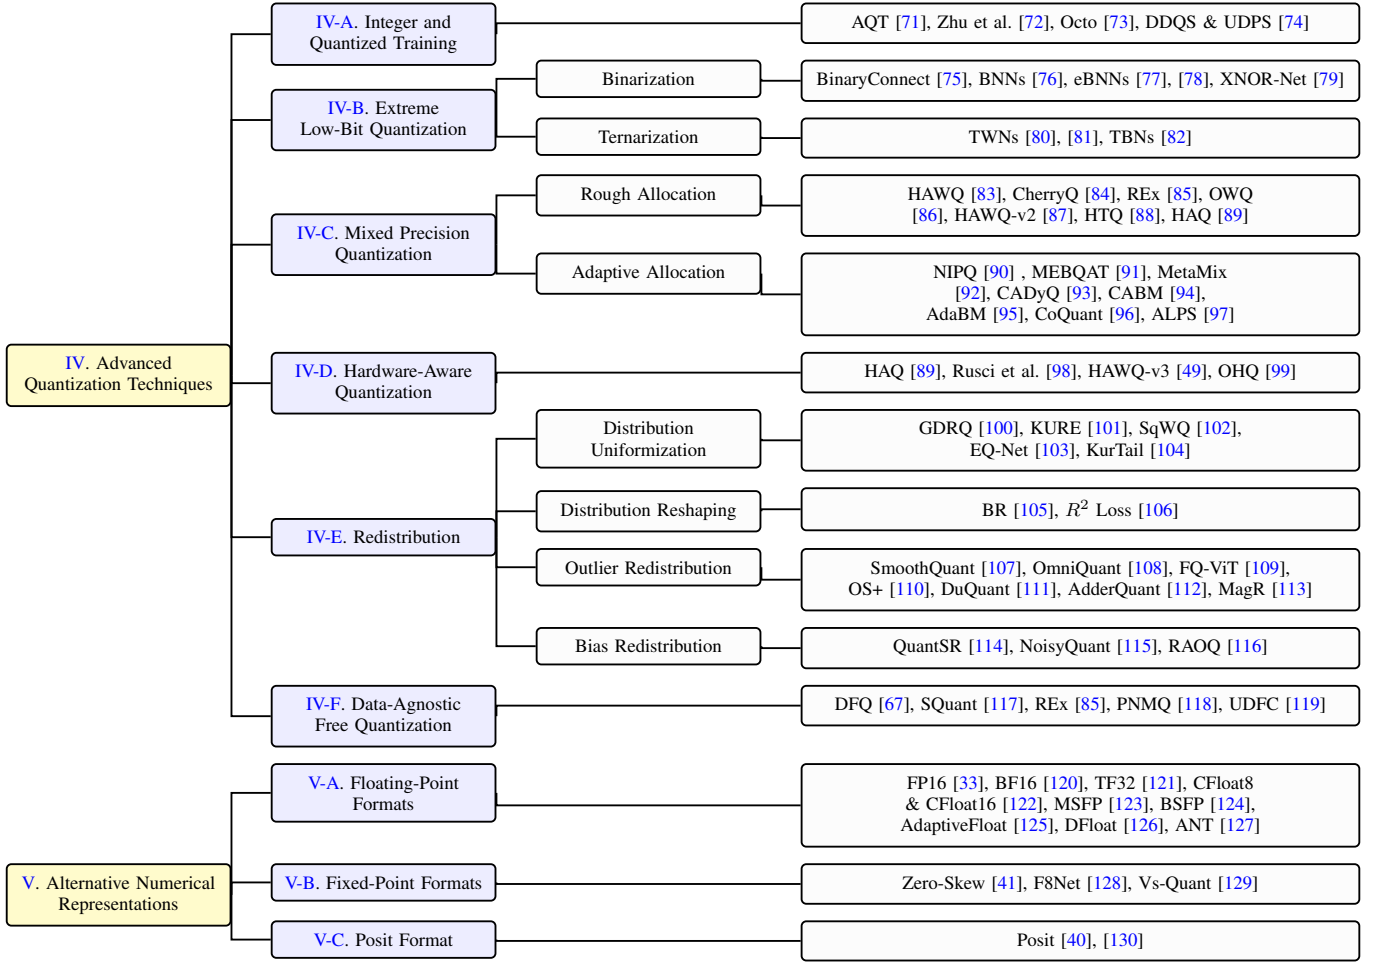 IV-A. Integer and
Quantized Training
AQT [71], Zhu et al. [72], Octo [73], DDQS & UDPS [74]
IV-B. Extreme
Low-Bit Quantization
Binarization
BinaryConnect [75], BNNs [76], eBNNs [77], [78], XNOR-Net [79]
Ternarization
TWNs [80], [81], TBNs [82]
IV-C. Mixed Precision
Quantization
Rough Allocation
HAWQ [83], CherryQ [84], REx [85], OWQ
[86], HAWQ-v2 [87], HTQ [88], HAQ [89]
Adaptive Allocation
NIPQ [90] , MEBQAT [91], MetaMix
[92], CADyQ [93], CABM [94],
AdaBM [95], CoQuant [96], ALPS [97]
IV. Advanced
Quantization Techniques
IV-D. Hardware-Aware
Quantization
HAQ [89], Rusci et al. [98], HAWQ-v3 [49], OHQ [99]
Distribution
Uniformization
GDRQ [100], KURE [101], SqWQ [102],
EQ-Net [103], KurTail [104]
IV-E. Redistribution
Distribution Reshaping
BR [105], R² Loss [106]
Outlier Redistribution
SmoothQuant [107], OmniQuant [108], FQ-ViT [109],
OS+ [110], DuQuant [111], AdderQuant [112], MagR [113]
Bias Redistribution
QuantSR [114], NoisyQuant [115], RAOQ [116]
IV-F. Data-Agnostic
Free Quantization
DFQ [67], SQuant [117], REx [85], PNMQ [118], UDFC [119]
V-A. Floating-Point
Formats
FP16 [33], BF16 [120], TF32 [121], CFloat8
& CFloat16 [122], MSFP [123], BSFP [124],
AdaptiveFloat [125], DFloat [126], ANT [127]
V. Alternative Numerical
Representations
V-B. Fixed-Point Formats
Zero-Skew [41], F8Net [128], Vs-Quant [129]
V-C. Posit Format
Posit [40], [130]